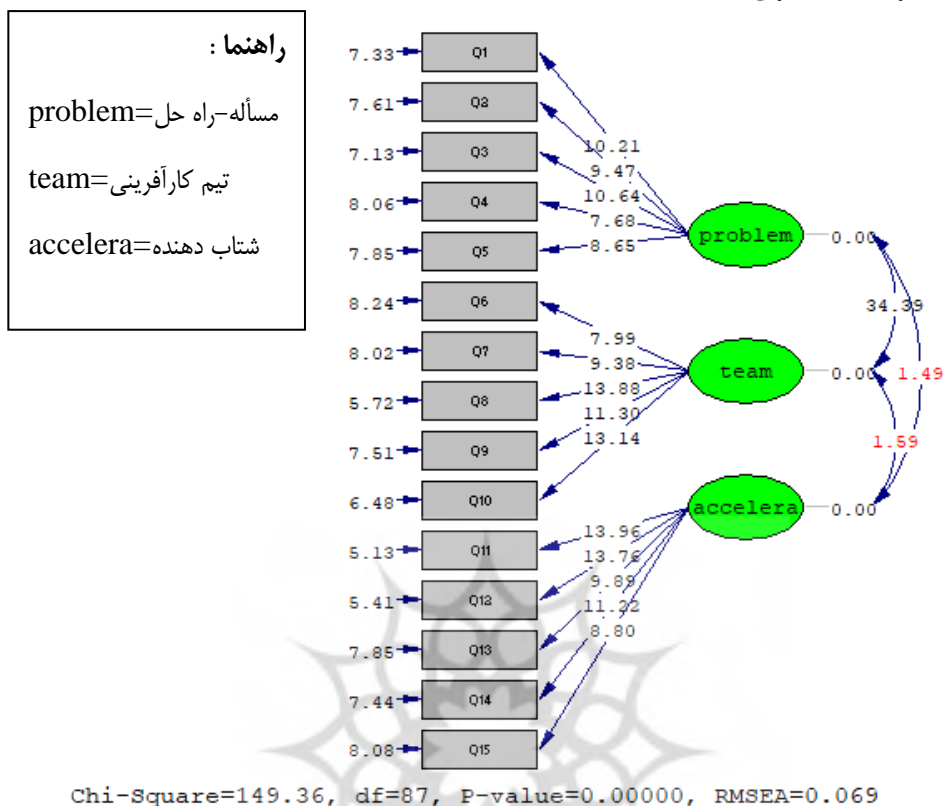 راهنما :
مسأله-راه حل=problem
تیم کارآفرینی=team
شتاب دهنده=accelera
7.33 Q1
7.61 Q2
7.13 Q3
8.06 Q4
7.85 Q5
8.24 Q6
8.02 Q7
5.72 Q8
7.51 Q9
6.48 Q10
5.13 Q11
5.41 Q12
7.85 Q13
7.44 Q14
8.08 Q15
10.21
9.47
10.64
7.68
8.65
problem 0.00
7.99
9.38
13.88
11.30
13.14
team 0.00
13.96
13.76
9.89
11.22
8.80
accelera 0.00
34.39
1.49
1.59
Chi-Square=149.36, df=87, P-value=0.00000, RMSEA=0.069